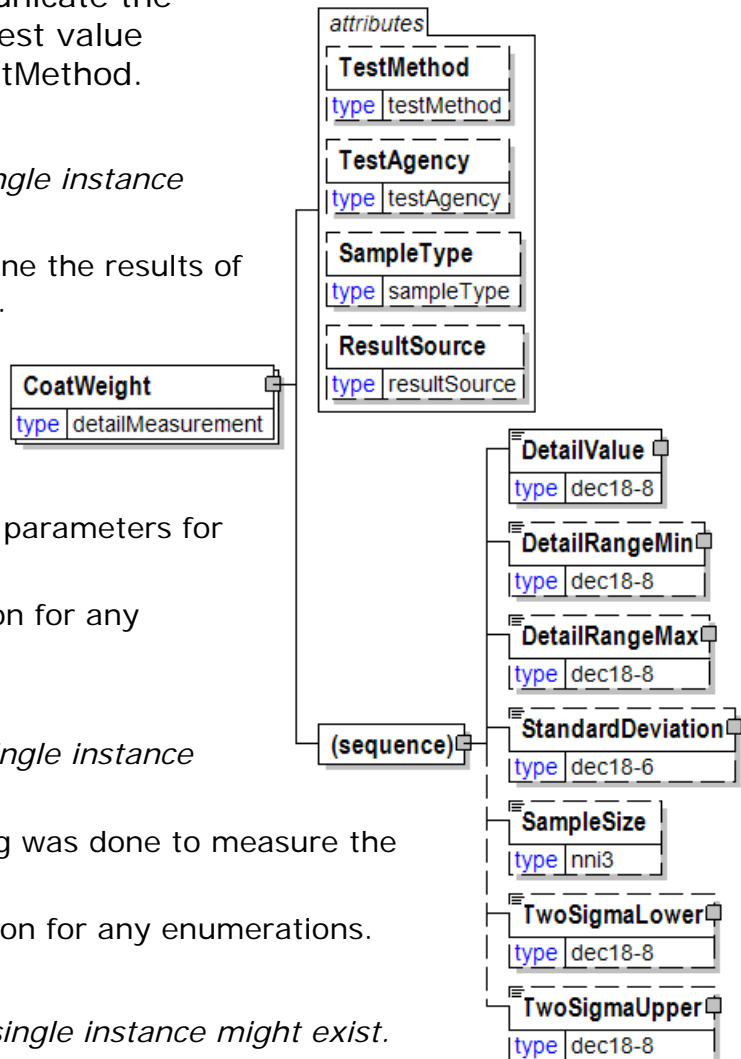 unicate the
est value
tMethod.
ngle instance
ne the results of
.
parameters for
on for any
ingle instance
g was done to measure the
on for any enumerations.
single instance might exist.
attributes
TestMethod
type testMethod
TestAgency
type testAgency
SampleType
type sampleType
ResultSource
type resultSource
CoatWeight
type detailMeasurement
(sequence)
DetailValue
type dec18-8
DetailRangeMin
type dec18-8
DetailRangeMax
type dec18-8
StandardDeviation
type dec18-6
SampleSize
type nni3
TwoSigmaLower
type dec18-8
TwoSigmaUpper
type dec18-8